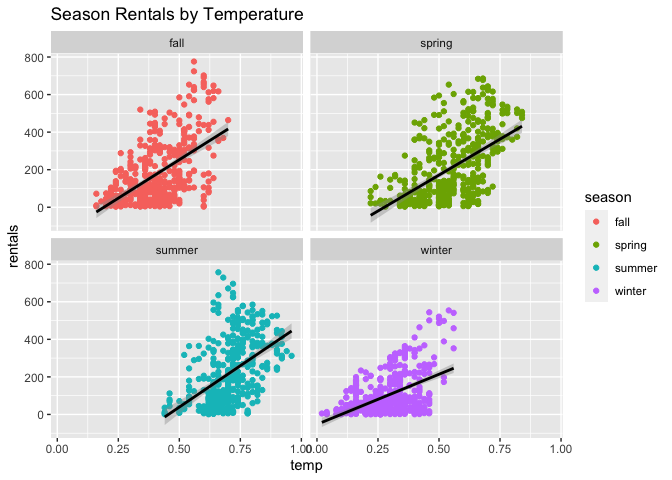 Season Rentals by Temperature
fall
spring
800
600
400
200
0
rentals
season
fall
spring
summer
winter
summer
winter
800
600
400
200
0
0.00
0.25
0.50
0.75
1.00
0.00
0.25
0.50
0.75
1.00
temp